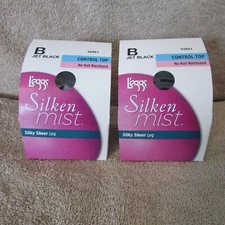 B
JET BLACK
CONTROL TOP
No-Roll Waistband
L'eggs
Silken
mist.
Silky Sheer Leg
B
JET BLACK
CONTROL TOP
No-Roll Waistband
L'eggs
Silken
mist.
Silky Sheer Leg